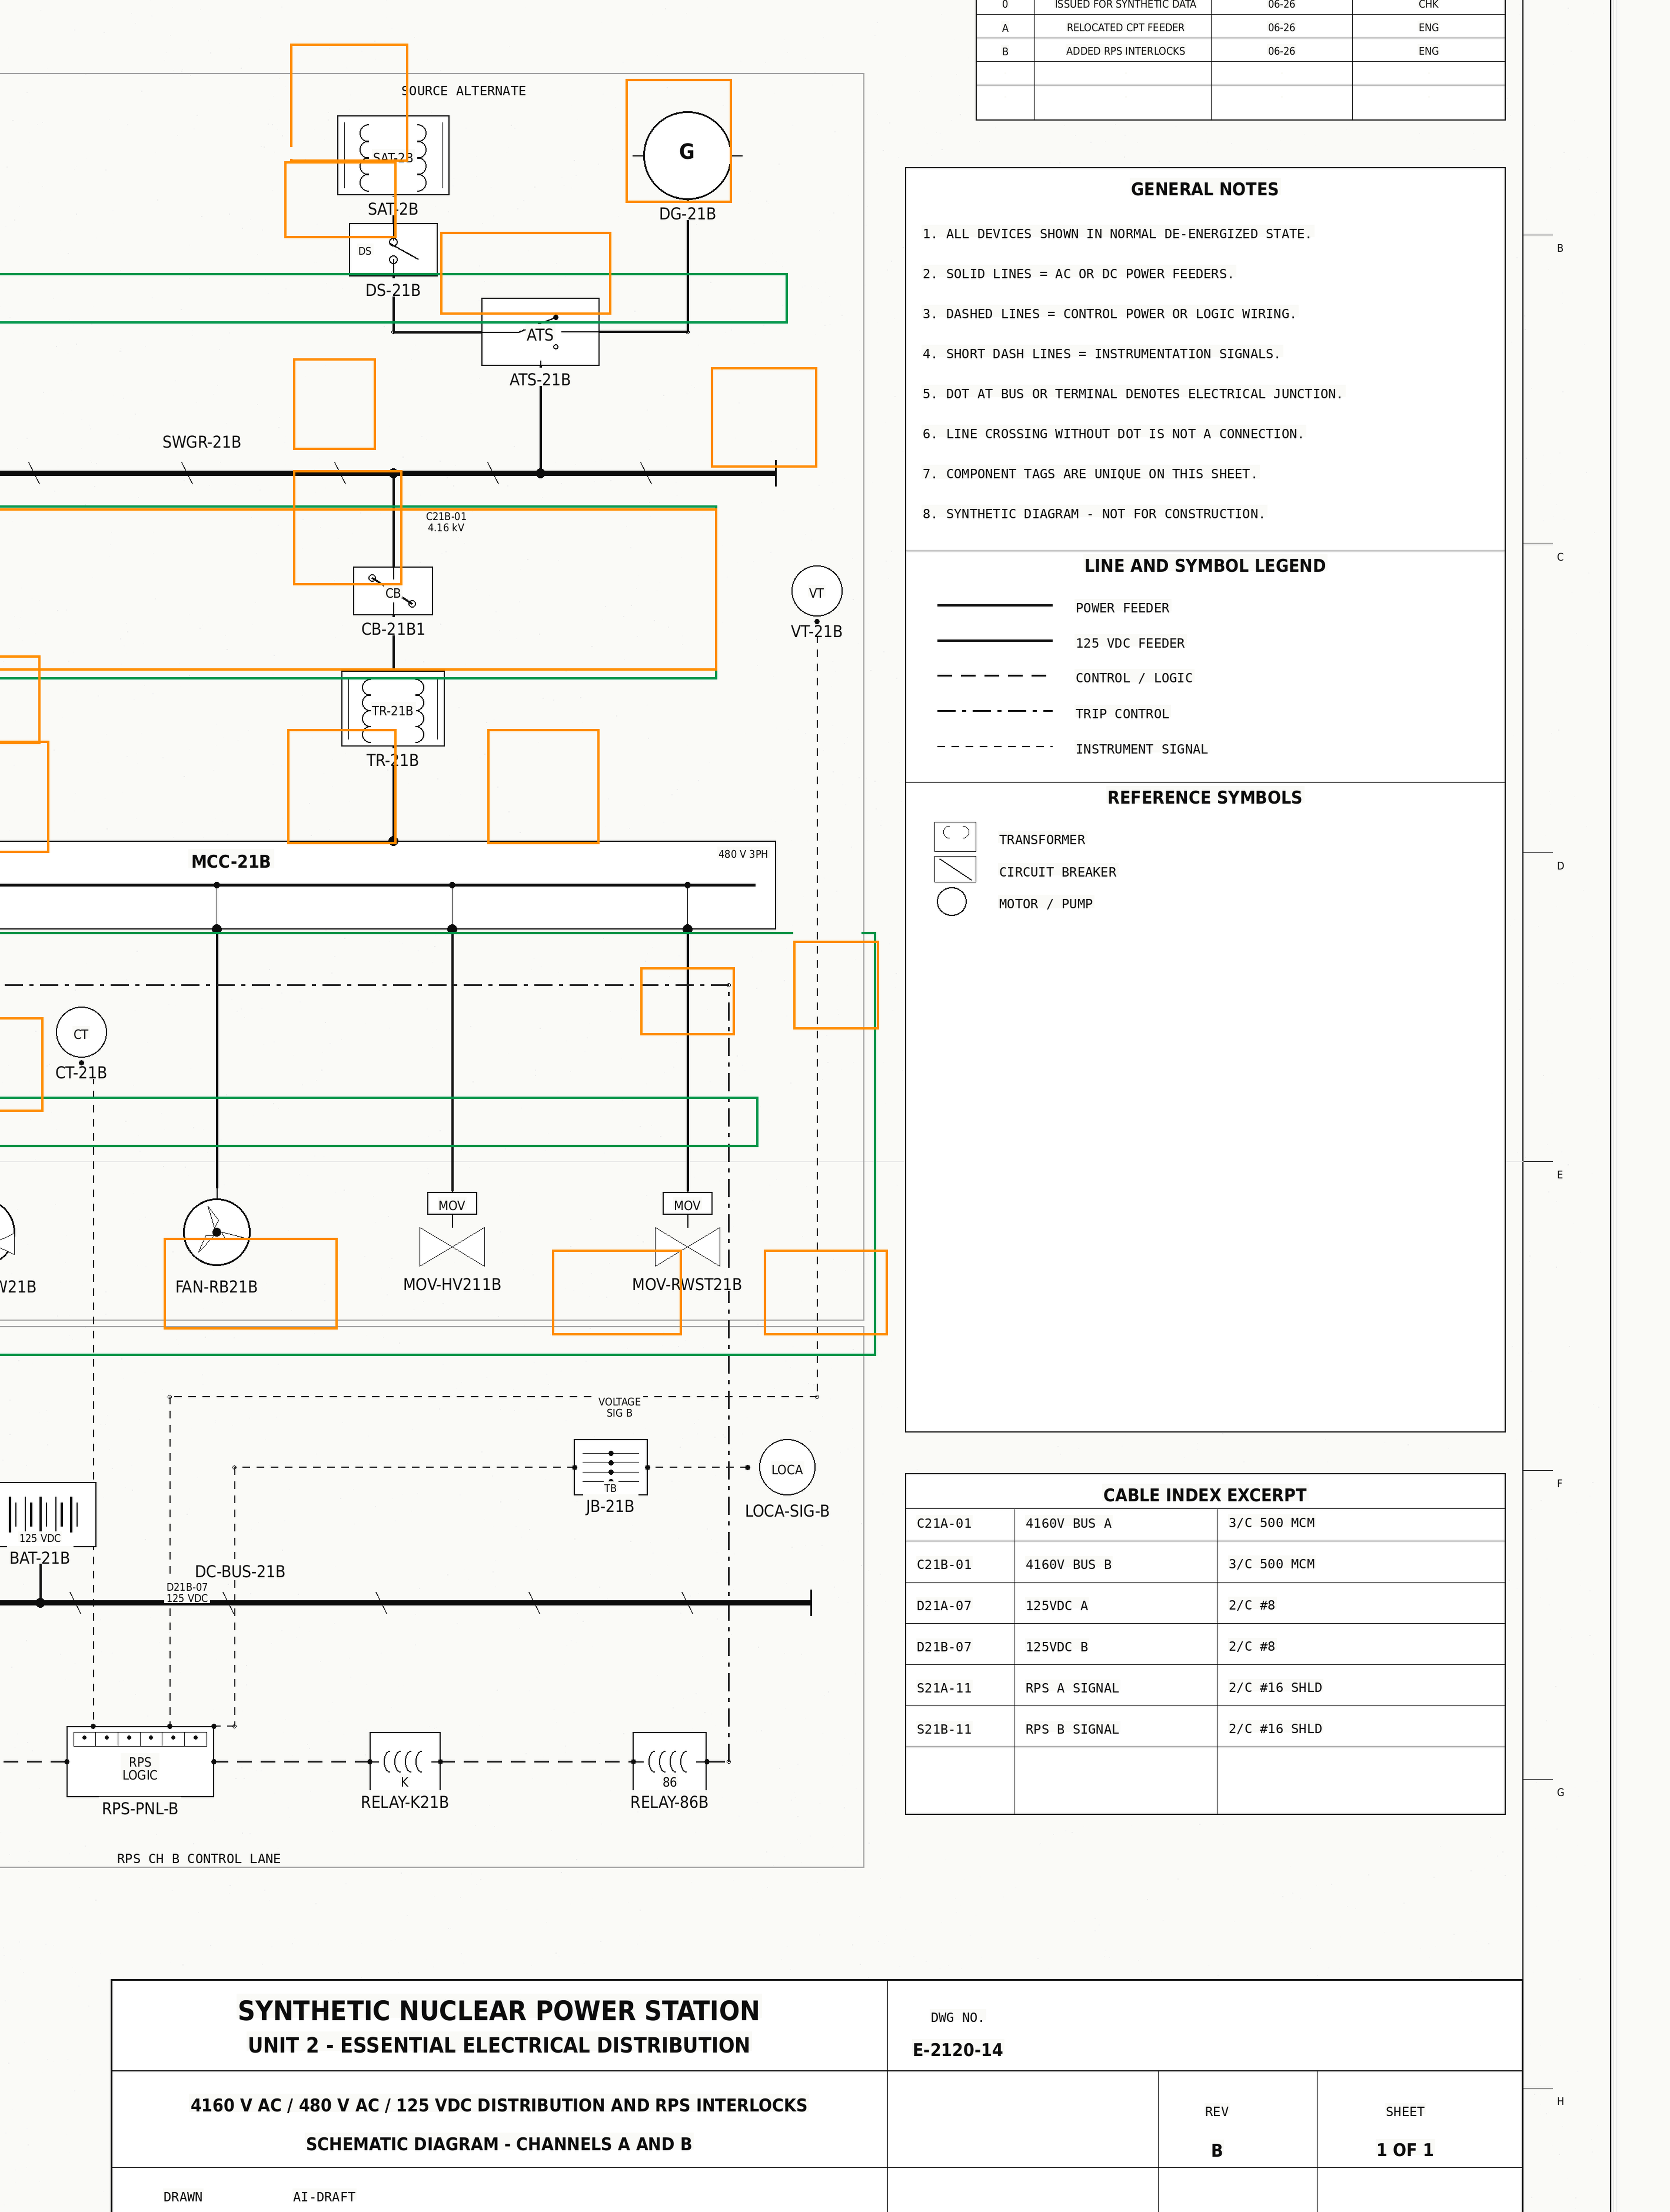 0 ISSUED FOR SYNTHETIC DATA 06-26 CHK
A RELOCATED CPT FEEDER 06-26 ENG
B ADDED RPS INTERLOCKS 06-26 ENG
SOURCE ALTERNATE
SAT-2B
SAT-2B
G
DG-21B
DS
DS-21B
ATS
ATS-21B
SWGR-21B
C21B-01
4.16 kV
CB
CB-21B1
VT
VT-21B
TR-21B
TR-21B
MCC-21B
480 V 3PH
CT
CT-21B
MOV
MOV
W21B
FAN-RB21B
MOV-HV211B
MOV-RWST21B
VOLTAGE
SIG B
LOCA
TB
JB-21B
LOCA-SIG-B
125 VDC
BAT-21B
DC-BUS-21B
D21B-07
125 VDC
RPS
LOGIC
RPS-PNL-B
K
RELAY-K21B
86
RELAY-86B
RPS CH B CONTROL LANE
GENERAL NOTES
1. ALL DEVICES SHOWN IN NORMAL DE-ENERGIZED STATE.
2. SOLID LINES = AC OR DC POWER FEEDERS.
3. DASHED LINES = CONTROL POWER OR LOGIC WIRING.
4. SHORT DASH LINES = INSTRUMENTATION SIGNALS.
5. DOT AT BUS OR TERMINAL DENOTES ELECTRICAL JUNCTION.
6. LINE CROSSING WITHOUT DOT IS NOT A CONNECTION.
7. COMPONENT TAGS ARE UNIQUE ON THIS SHEET.
8. SYNTHETIC DIAGRAM - NOT FOR CONSTRUCTION.
LINE AND SYMBOL LEGEND
POWER FEEDER
125 VDC FEEDER
CONTROL / LOGIC
TRIP CONTROL
INSTRUMENT SIGNAL
REFERENCE SYMBOLS
TRANSFORMER
CIRCUIT BREAKER
MOTOR / PUMP
CABLE INDEX EXCERPT
C21A-01 4160V BUS A 3/C 500 MCM
C21B-01 4160V BUS B 3/C 500 MCM
D21A-07 125VDC A 2/C #8
D21B-07 125VDC B 2/C #8
S21A-11 RPS A SIGNAL 2/C #16 SHLD
S21B-11 RPS B SIGNAL 2/C #16 SHLD
B
C
D
E
F
G
H
SYNTHETIC NUCLEAR POWER STATION
UNIT 2 - ESSENTIAL ELECTRICAL DISTRIBUTION
DWG NO.
E-2120-14
4160 V AC / 480 V AC / 125 VDC DISTRIBUTION AND RPS INTERLOCKS
SCHEMATIC DIAGRAM - CHANNELS A AND B
REV
B
SHEET
1 OF 1
DRAWN AI-DRAFT